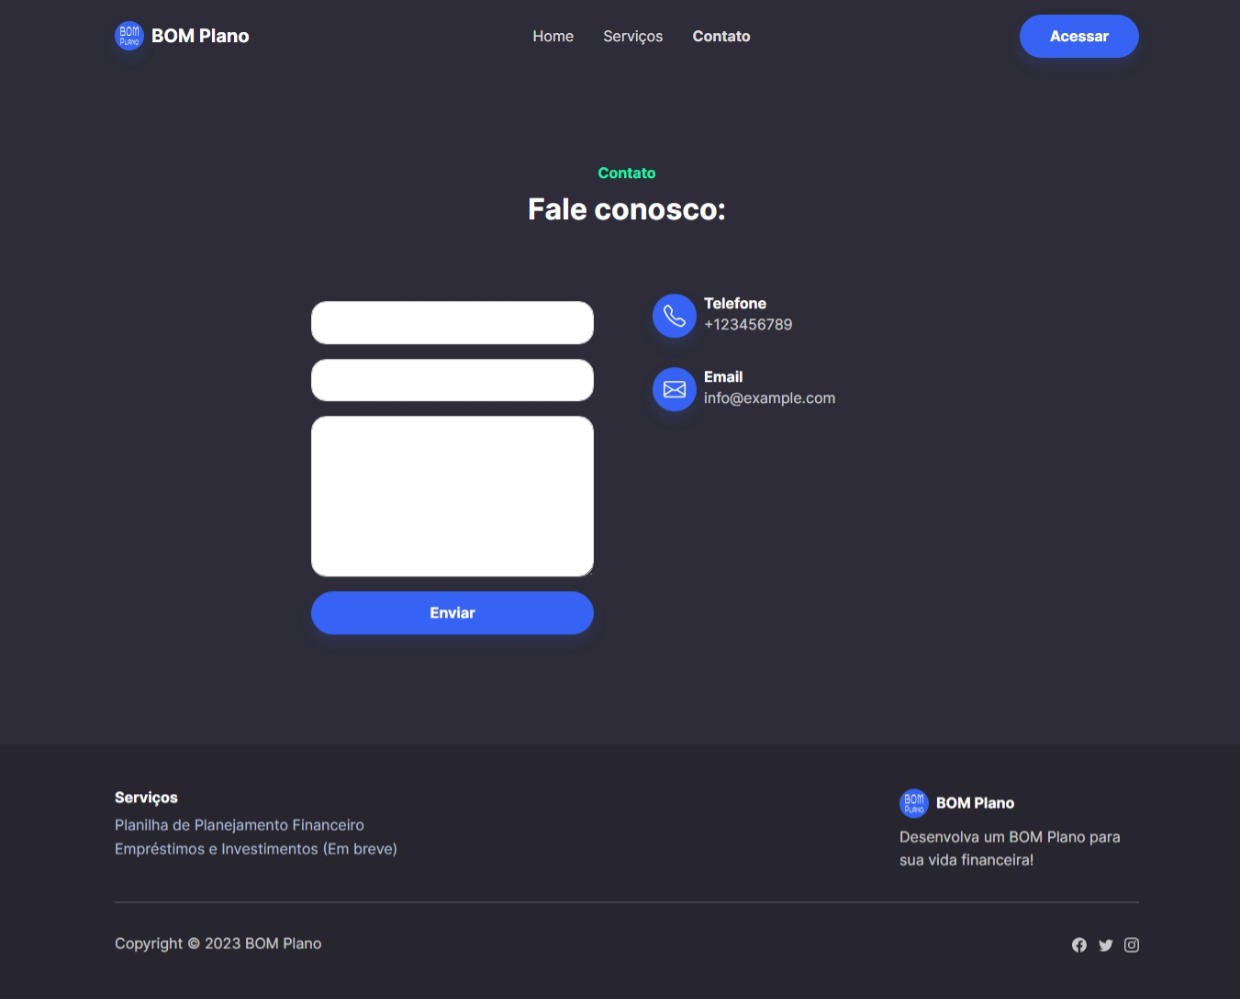 BOM Plano
BOM Plano
Home
Serviços
Contato
Acessar
Contato
Fale conosco:
Telefone
+123456789
Email
info@example.com
Enviar
Serviços
Planilha de Planejamento Financeiro
Empréstimos e Investimentos (Em breve)
BOM Plano
BOM Plano
Desenvolva um BOM Plano para
sua vida financeira!
Copyright © 2023 BOM Plano